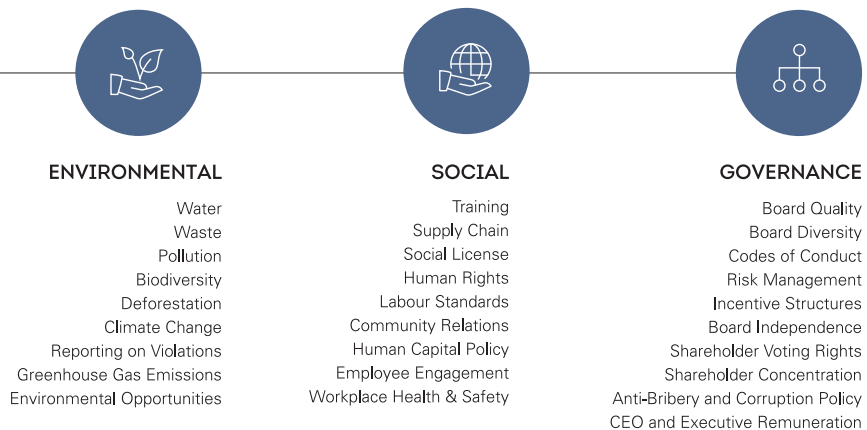 ENVIRONMENTAL
Water
Waste
Pollution
Biodiversity
Deforestation
Climate Change
Reporting on Violations
Greenhouse Gas Emissions
Environmental Opportunities
SOCIAL
Training
Supply Chain
Social License
Human Rights
Labour Standards
Community Relations
Human Capital Policy
Employee Engagement
Workplace Health & Safety
GOVERNANCE
Board Quality
Board Diversity
Codes of Conduct
Risk Management
Incentive Structures
Board Independence
Shareholder Voting Rights
Shareholder Concentration
Anti-Bribery and Corruption Policy
CEO and Executive Remuneration